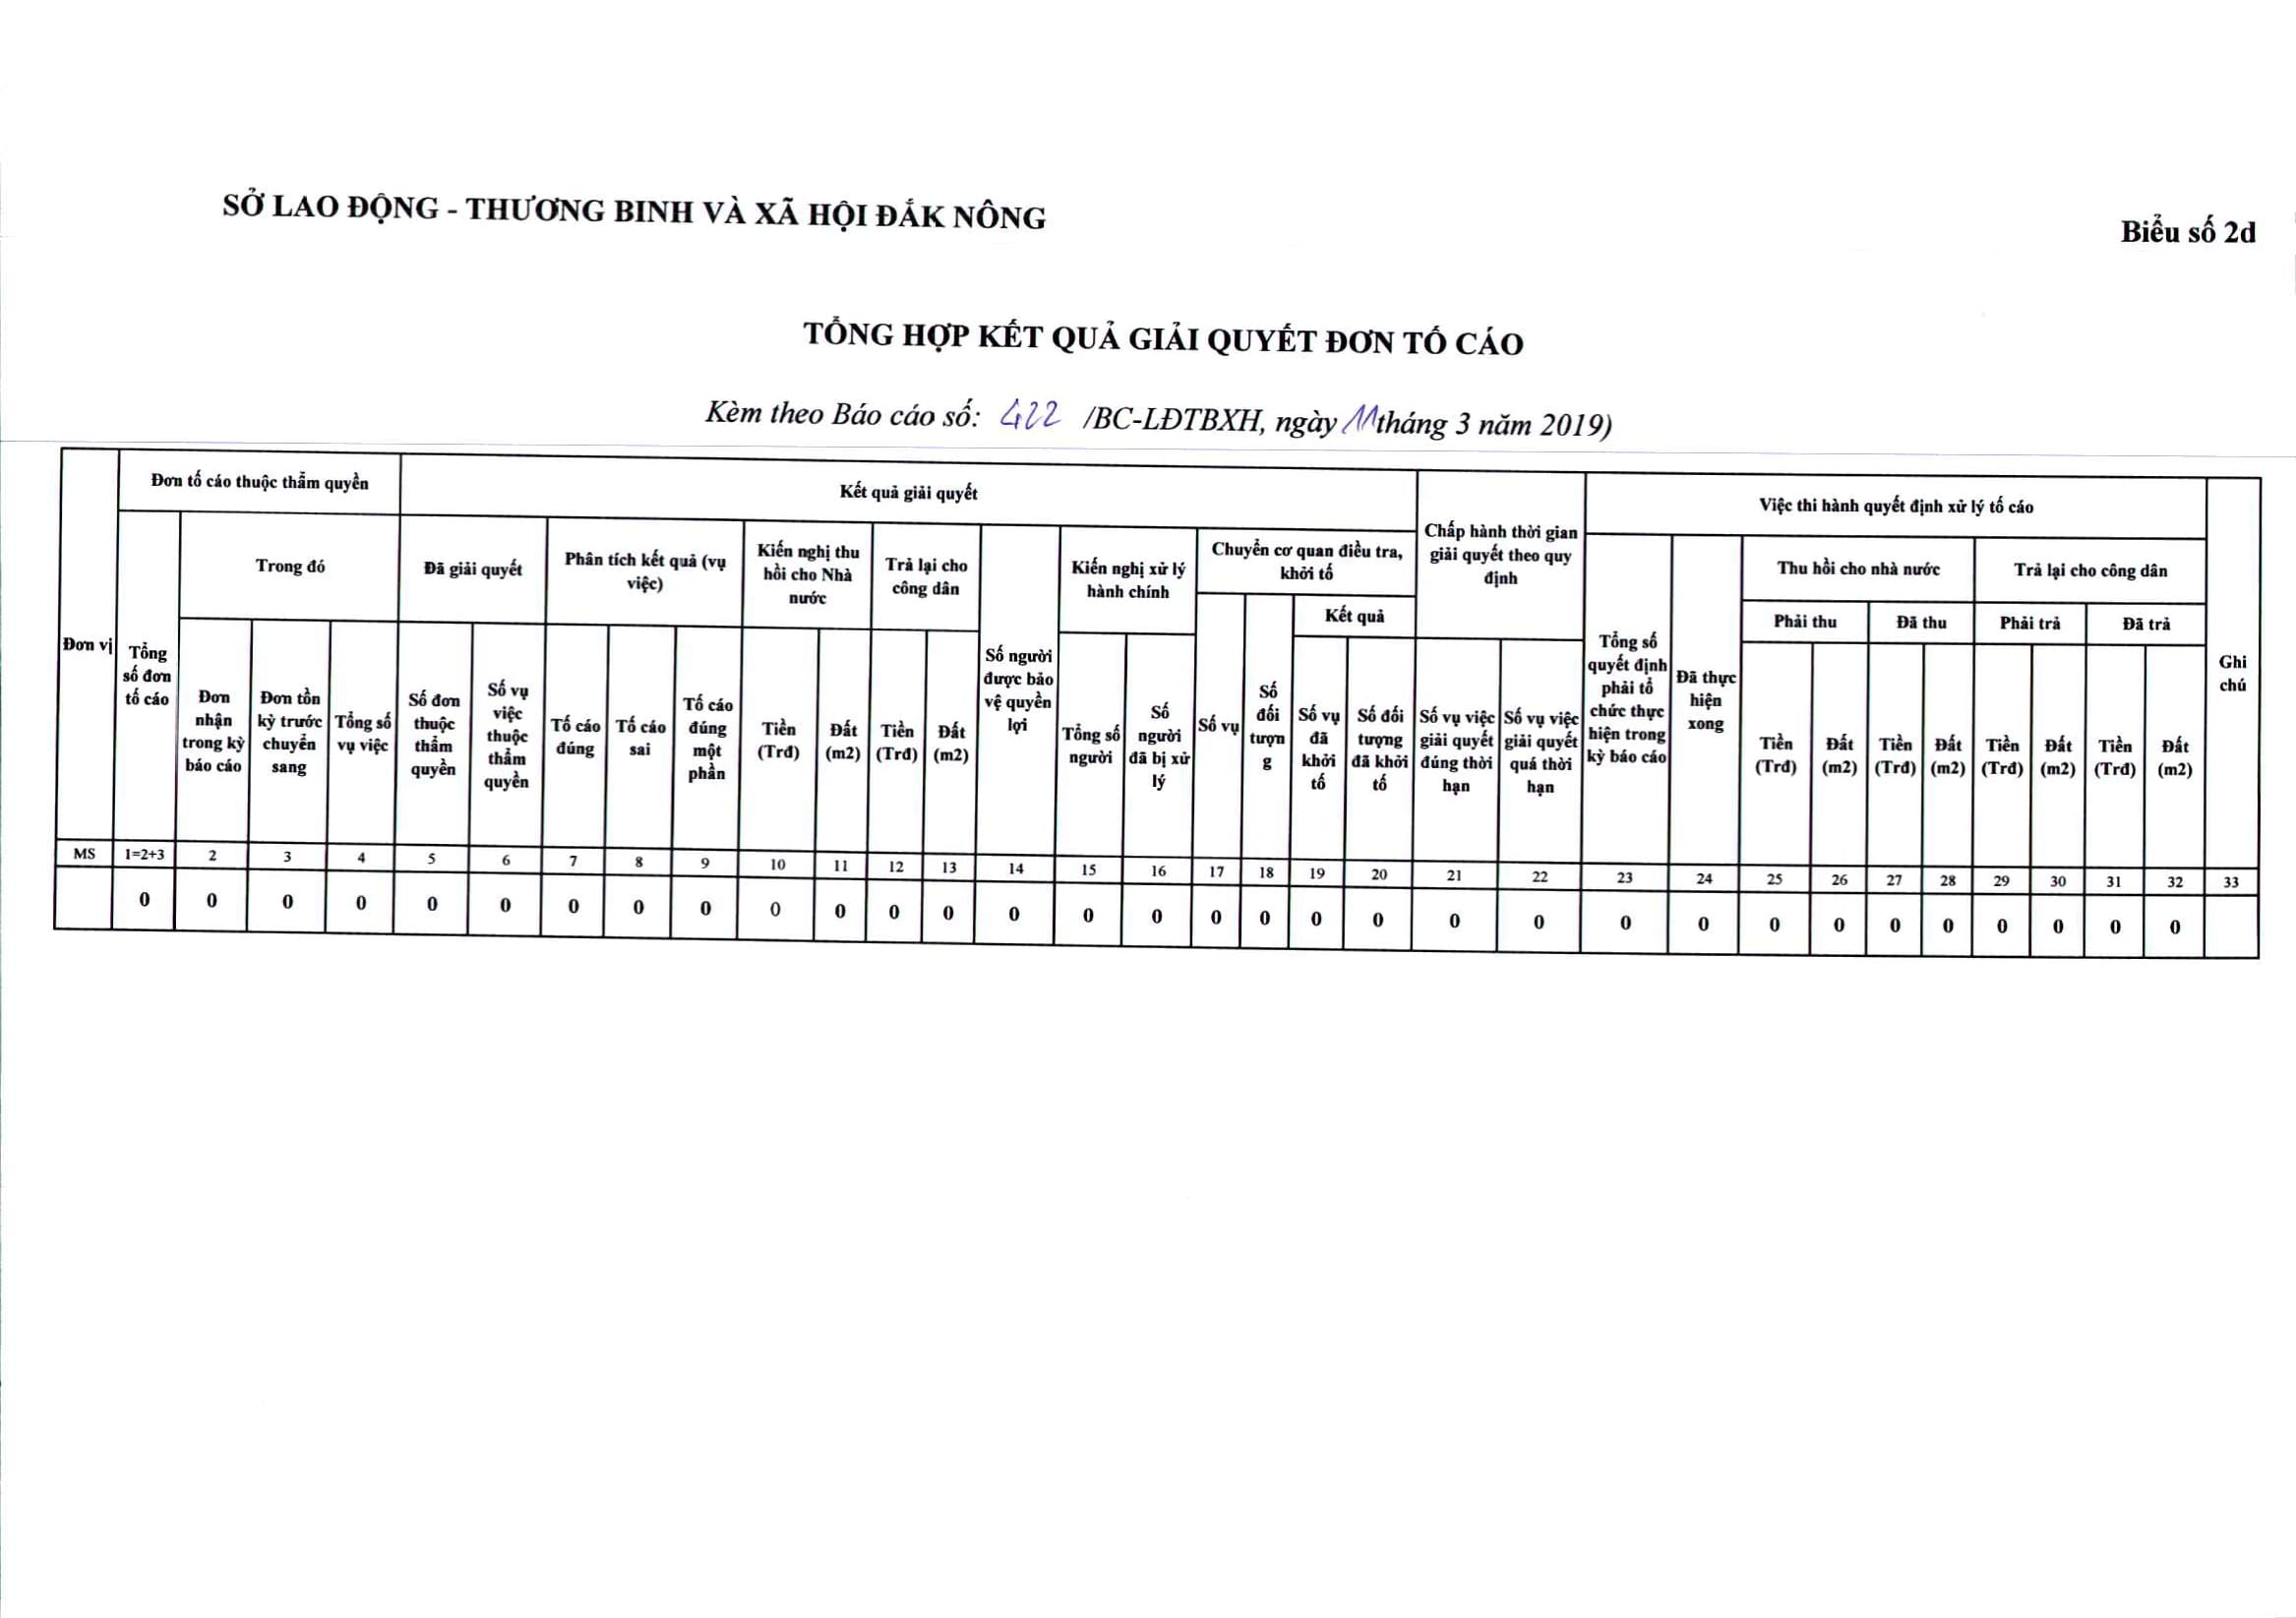 SỞ LAO ĐỘNG - THƯƠNG BINH VÀ XÃ HỘI ĐẮK NÔNG
Biểu số 2d
TỔNG HỢP KẾT QUẢ GIẢI QUYẾT ĐƠN TỐ CÁO
Kèm theo Báo cáo số: 422 /BC-LĐTBXH, ngày 11 tháng 3 năm 2019)
Đơn vị
Đơn tố cáo thuộc thẩm quyền
Kết quả giải quyết
Chấp hành thời gian
giải quyết theo quy
định
Việc thi hành quyết định xử lý tố cáo
Ghi
chú
Tổng
số đơn
tố cáo
Trong đó
Đã giải quyết
Phân tích kết quả (vụ
việc)
Kiến nghị thu
hồi cho Nhà
nước
Trả lại cho
công dân
Số người
được bảo
vệ quyền
lợi
Kiến nghị xử lý
hành chính
Chuyển cơ quan điều tra,
khởi tố
Tổng số
quyết định
phải tổ
chức thực
hiện trong
kỳ báo cáo
Đã thực
hiện
xong
Thu hồi cho nhà nước
Trả lại cho công dân
Kết quả
Phải thu
Đã thu
Phải trả
Đã trả
Đơn
nhận
trong kỳ
báo cáo
Đơn tồn
kỳ trước
chuyển
sang
Tổng số
vụ việc
Số đơn
thuộc
thẩm
quyền
Số vụ
việc
thuộc
thẩm
quyền
Tố cáo
đúng
Tố cáo
sai
Tố cáo
đúng
một
phần
Tiền
(Trđ)
Đất
(m2)
Tiền
(Trđ)
Đất
(m2)
Tổng số
người
Số
người
đã bị xử
lý
Số vụ
Số
đối
tượn
g
Số vụ
đã
khởi
tố
Số đối
tượng
đã khởi
tố
Số vụ việc
giải quyết
đúng thời
hạn
Số vụ việc
giải quyết
quá thời
hạn
Tiền
(Trđ)
Đất
(m2)
Tiền
(Trđ)
Đất
(m2)
Tiền
(Trđ)
Đất
(m2)
Tiền
(Trđ)
Đất
(m2)
MS 1=2+3 2 3 4 5 6 7 8 9 10 11 12 13 14 15 16 17 18 19 20 21 22 23 24 25 26 27 28 29 30 31 32 33
0 0 0 0 0 0 0 0 0 0 0 0 0 0 0 0 0 0 0 0 0 0 0 0 0 0 0 0 0 0 0 0